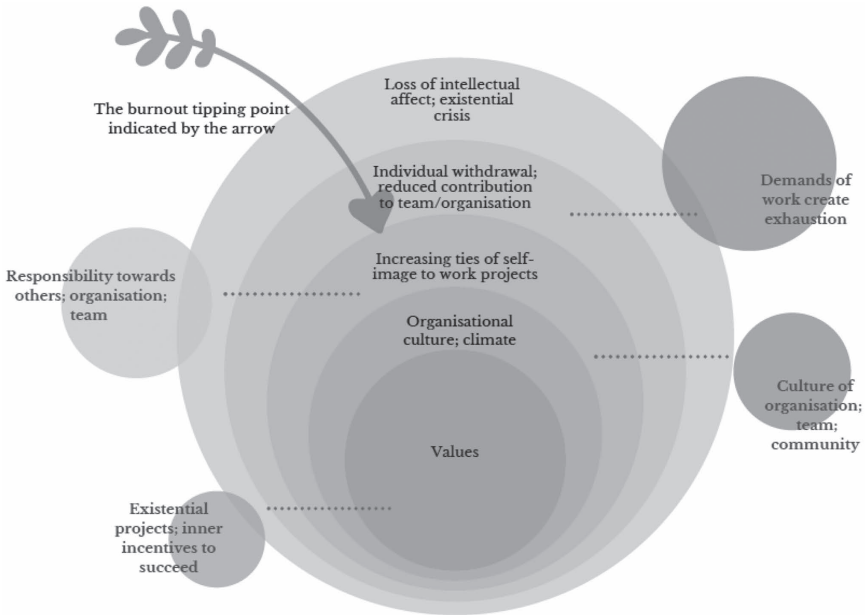 Loss of intellectual
affect; existential
crisis
The burnout tipping point
indicated by the arrow
Individual withdrawal;
reduced contribution
to team/organisation
Demands of
work create
exhaustion
Increasing ties of self-
image to work projects
Responsibility towards
others; organisation;
team
Organisational
culture; climate
Culture of
organisation;
team;
community
Values
Existential
projects; inner
incentives to
succeed